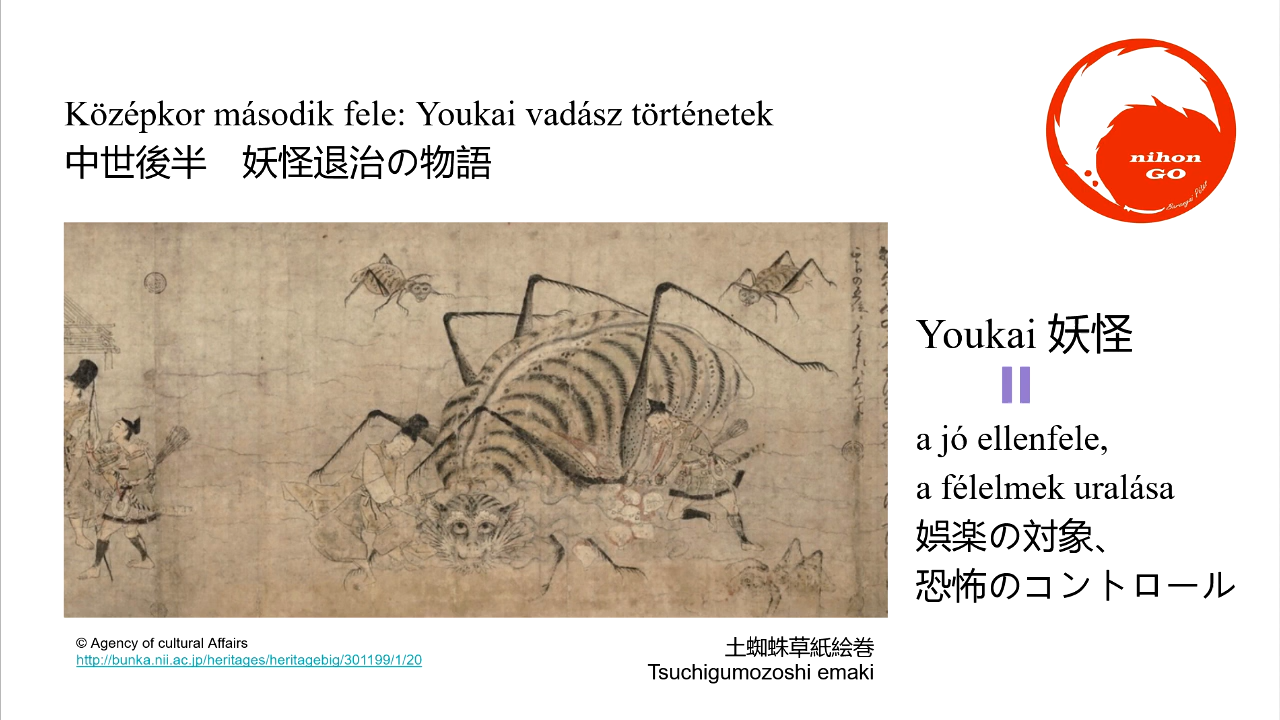 Középkor második fele: Youkai vadász történetek
中世後半　妖怪退治の物語
nihon
GO
Youkai 妖怪
a jó ellenfele,
a félelmek uralása
娯楽の対象、
恐怖のコントロール
© Agency of cultural Affairs
http://bunka.nii.ac.jp/heritages/heritagebig/301199/1/20
土蜘蛛草紙絵巻
Tsuchigumozoshi emaki